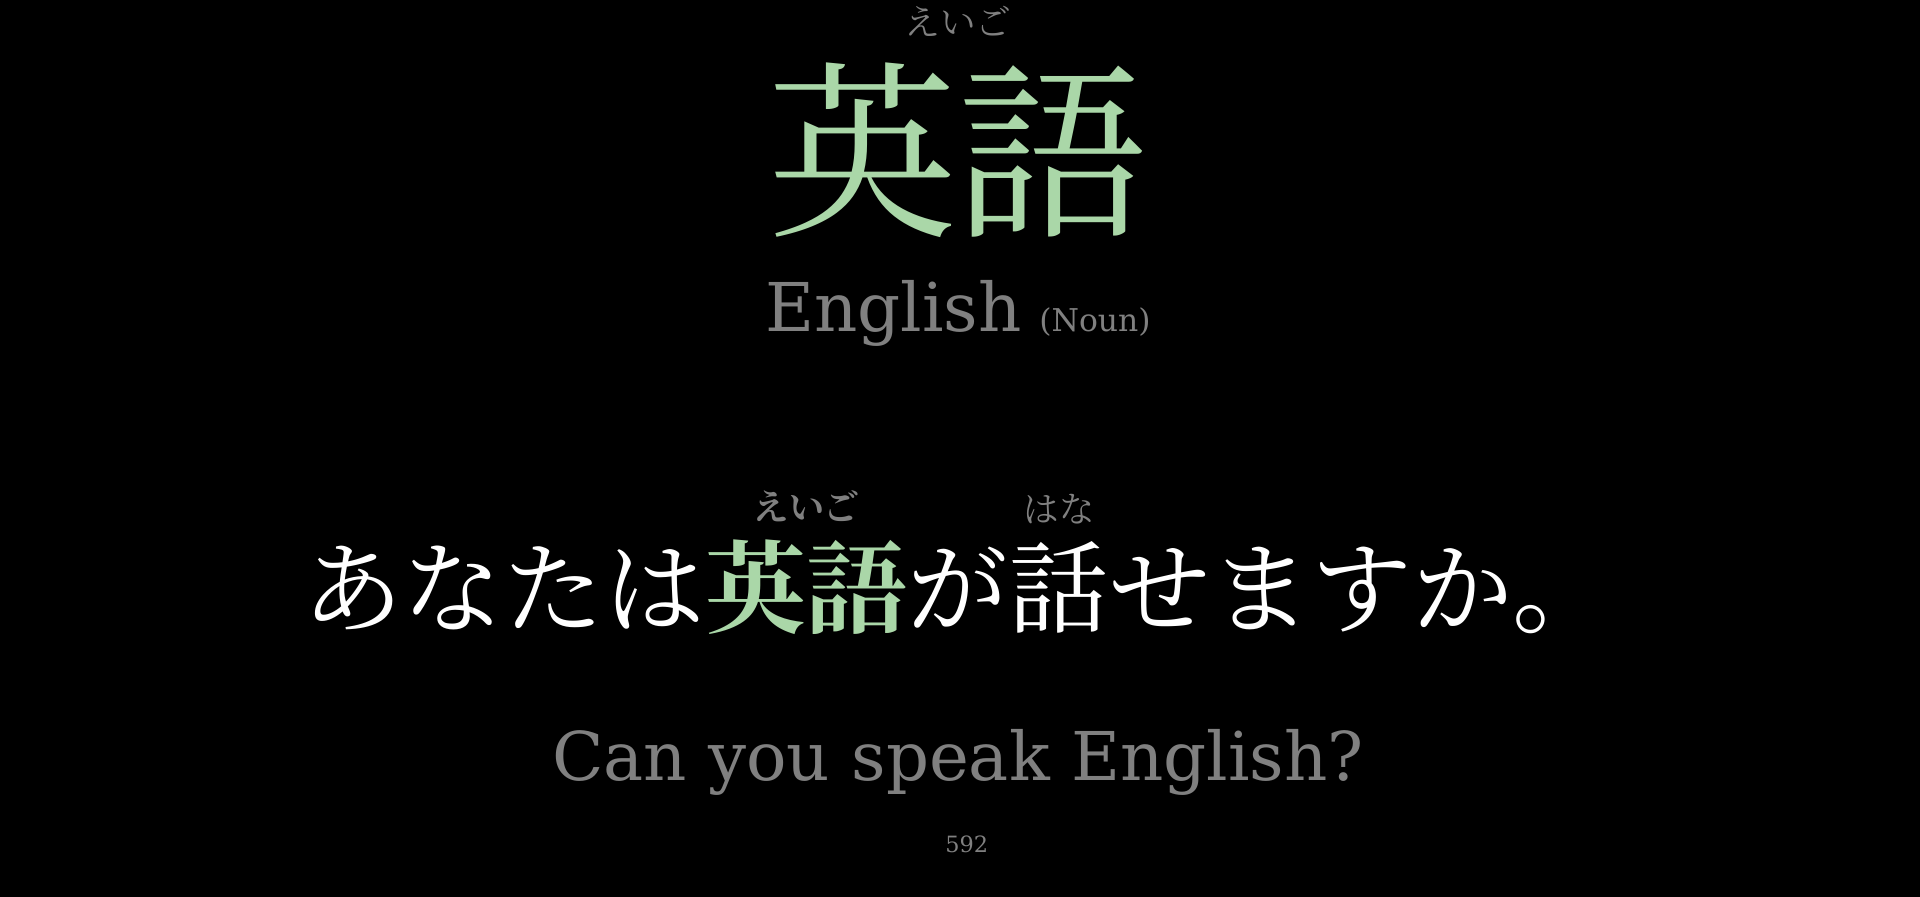 えいご
英語
English (Noun)
えいご はな
あなたは英語が話せますか。
Can you speak English?
592